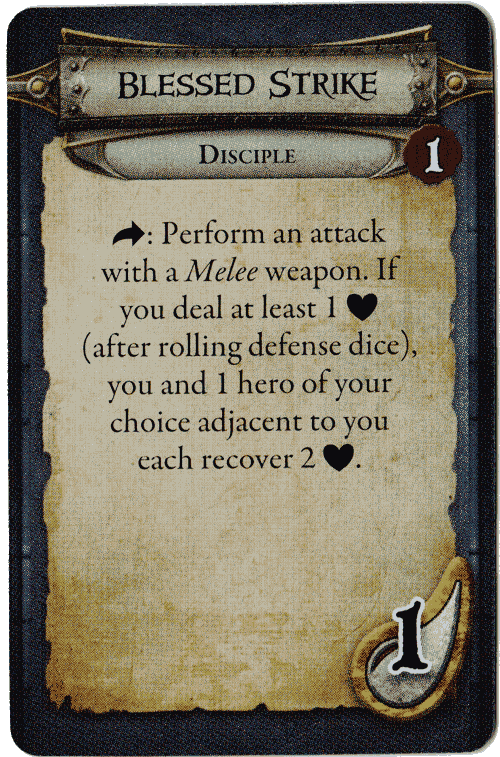 BLESSED STRIKE
DISCIPLE
1
: Perform an attack
with a Melee weapon. If
you deal at least 1
(after rolling defense dice),
you and 1 hero of your
choice adjacent to you
each recover 2 .
1